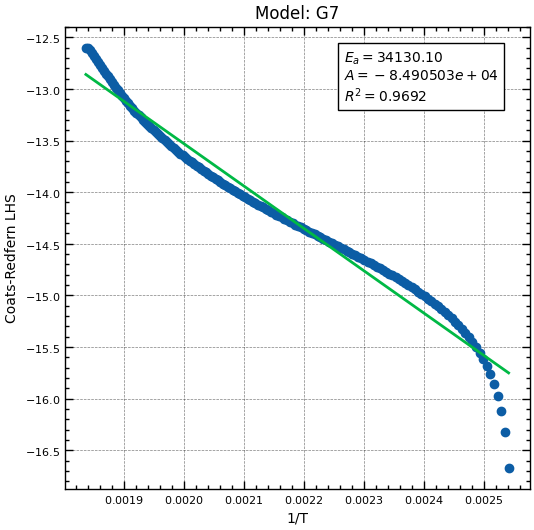 Model: G7
E_a = 34130.10
A = −8.490503e + 04
R² = 0.9692
Coats-Redfern LHS
−12.5
−13.0
−13.5
−14.0
−14.5
−15.0
−15.5
−16.0
−16.5
0.0019 0.0020 0.0021 0.0022 0.0023 0.0024 0.0025
1/T